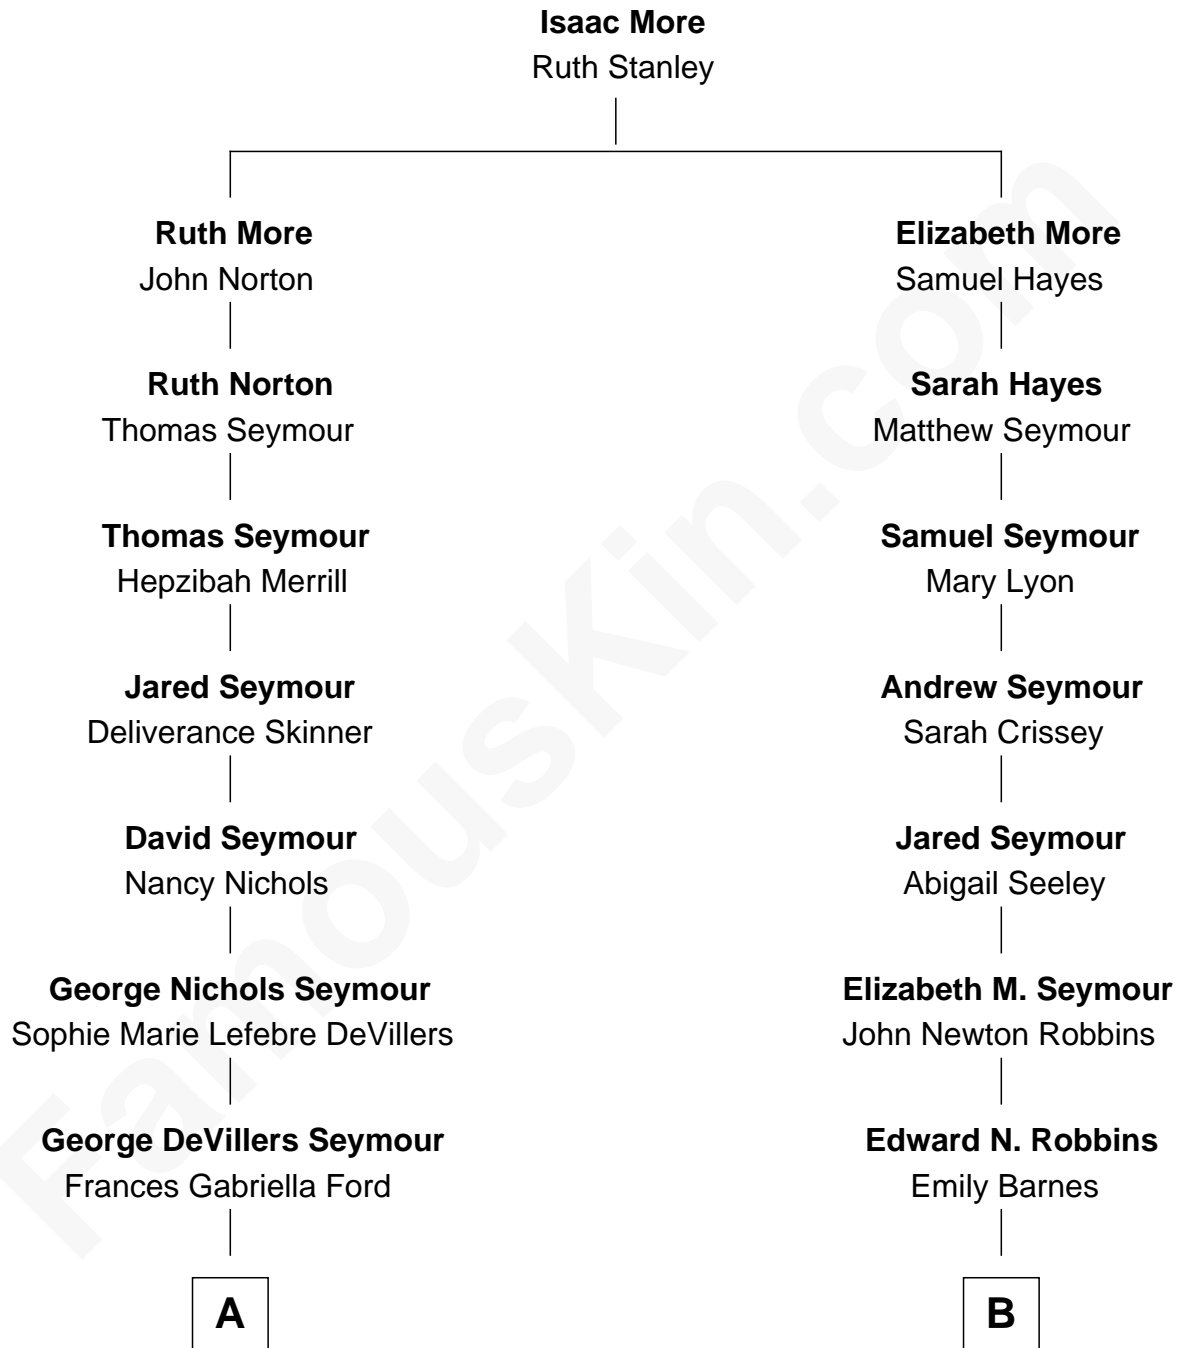 Isaac More
Ruth Stanley
Ruth More
John Norton
Ruth Norton
Thomas Seymour
Thomas Seymour
Hepzibah Merrill
Jared Seymour
Deliverance Skinner
David Seymour
Nancy Nichols
George Nichols Seymour
Sophie Marie Lefebre DeVillers
George DeVillers Seymour
Frances Gabriella Ford
A
Elizabeth More
Samuel Hayes
Sarah Hayes
Matthew Seymour
Samuel Seymour
Mary Lyon
Andrew Seymour
Sarah Crissey
Jared Seymour
Abigail Seeley
Elizabeth M. Seymour
John Newton Robbins
Edward N. Robbins
Emily Barnes
B
FamousKin.com